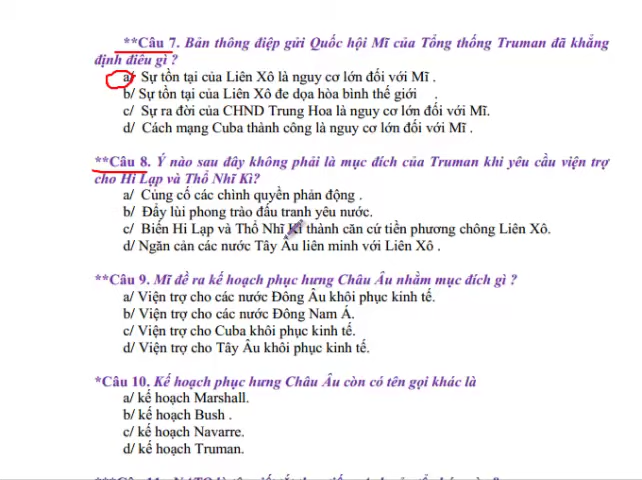 **Câu 7. Bản thông điệp gửi Quốc hội Mĩ của Tổng thống Truman đã khẳng
định điều gì ?
a/ Sự tồn tại của Liên Xô là nguy cơ lớn đối với Mĩ .
b/ Sự tồn tại của Liên Xô đe dọa hòa bình thế giới .
c/ Sự ra đời của CHND Trung Hoa là nguy cơ lớn đối với Mĩ.
d/ Cách mạng Cuba thành công là nguy cơ lớn đối với Mĩ .
**Câu 8. Ý nào sau đây không phải là mục đích của Truman khi yêu cầu viện trợ
cho Hi Lạp và Thổ Nhĩ Kì?
a/ Củng cố các chình quyền phản động .
b/ Đẩy lùi phong trào đấu tranh yêu nước.
c/ Biến Hi Lạp và Thổ Nhĩ Kì thành căn cứ tiền phương chông Liên Xô.
d/ Ngăn cản các nước Tây Âu liên minh với Liên Xô .
**Câu 9. Mĩ đề ra kế hoạch phục hưng Châu Âu nhằm mục đích gì ?
a/ Viện trợ cho các nước Đông Âu khôi phục kinh tế.
b/ Viện trợ cho các nước Đông Nam Á.
c/ Viện trợ cho Cuba khôi phục kinh tế.
d/ Viện trợ cho Tây Âu khôi phục kinh tế.
*Câu 10. Kế hoạch phục hưng Châu Âu còn có tên gọi khác là
a/ kế hoạch Marshall.
b/ kế hoạch Bush .
c/ kế hoạch Navarre.
d/ kế hoạch Truman.